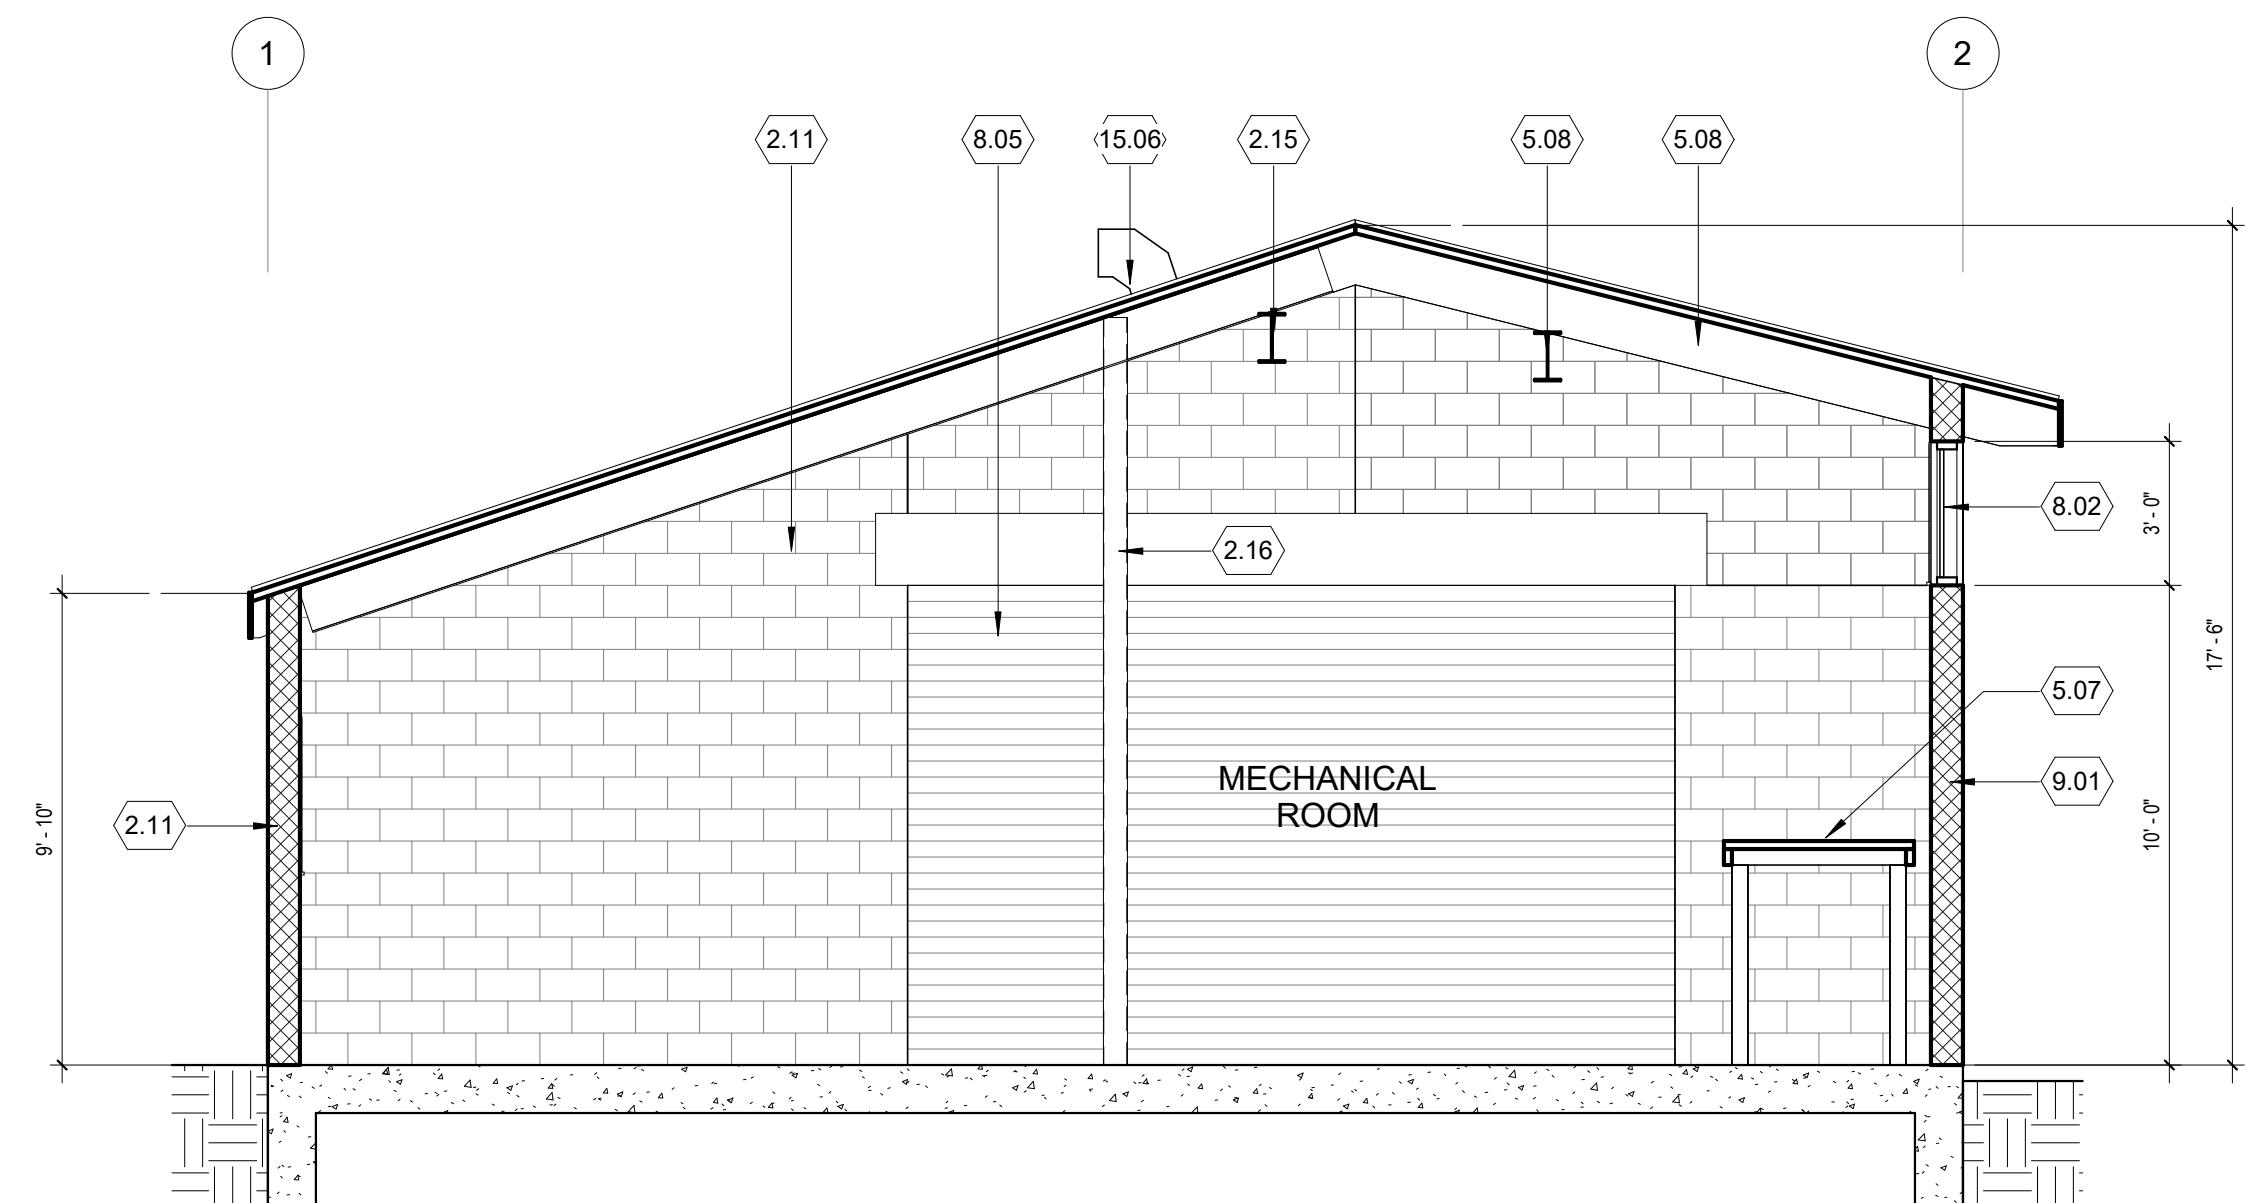 1
2
2.11
8.05
15.06
2.15
5.08
5.08
8.02
3' - 0"
2.16
17' - 6"
5.07
MECHANICAL
ROOM
9.01
9' - 10"
2.11
10' - 0"